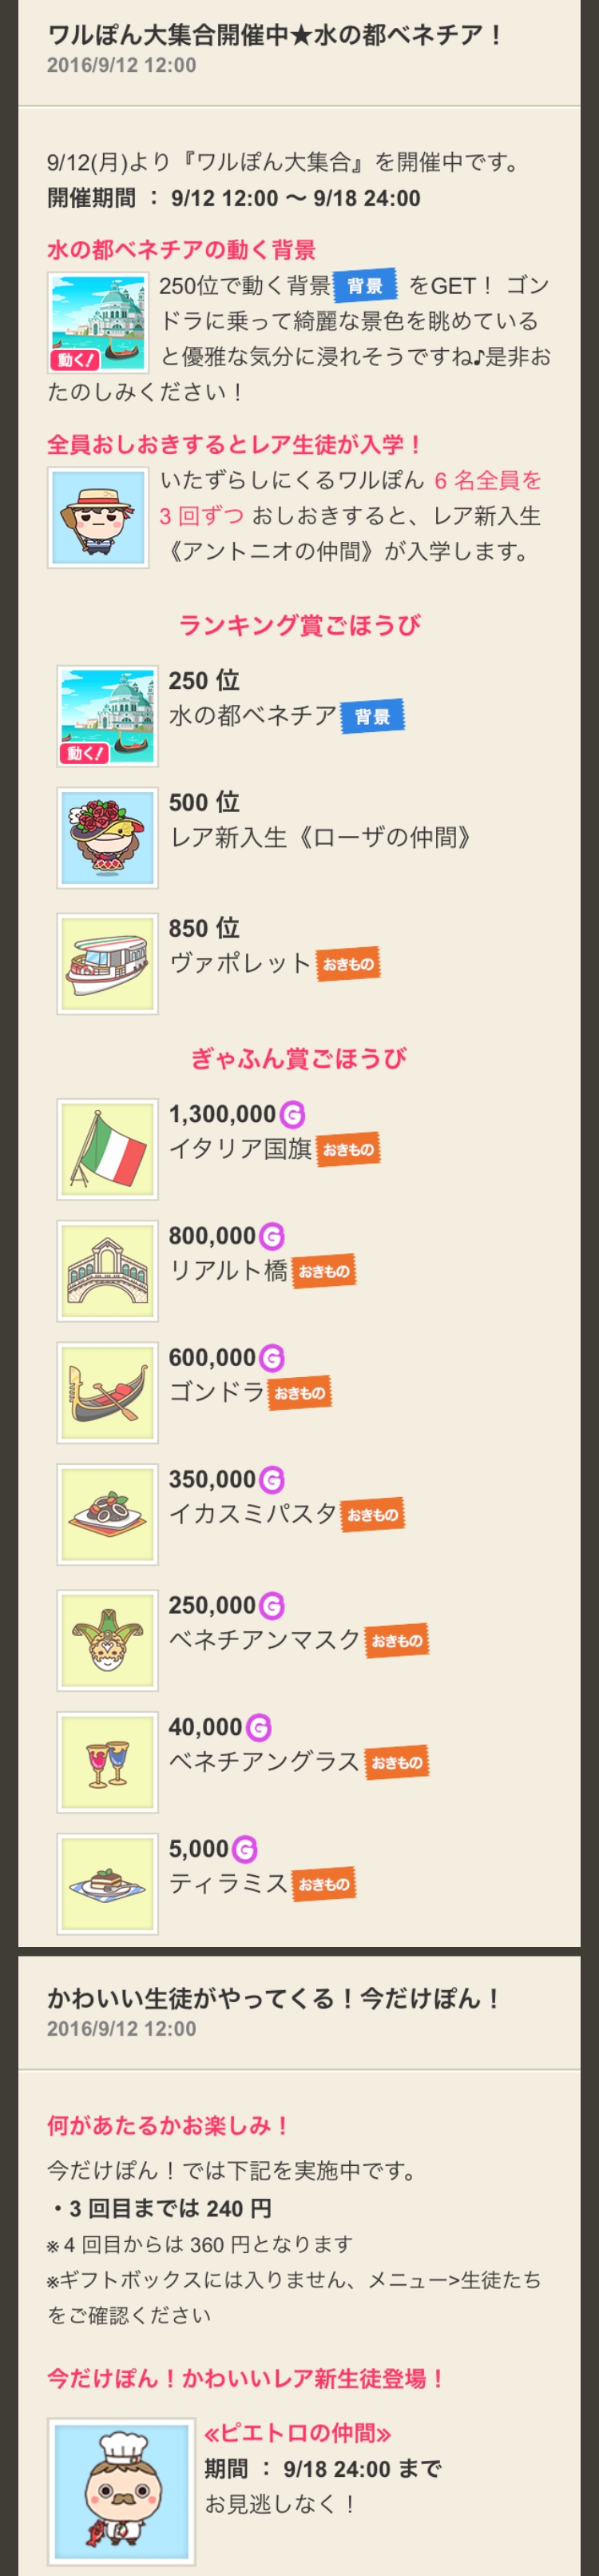 ワルぽん大集合開催中★水の都ベネチア！
2016/9/12 12:00
9/12(月)より『ワルぽん大集合』を開催中です。
開催期間 ： 9/12 12:00 〜 9/18 24:00
水の都ベネチアの動く背景
250位で動く背景 背景 をGET！ ゴン
ドラに乗って綺麗な景色を眺めている
と優雅な気分に浸れそうですね♪是非お
たのしみください！
動く！
全員おしおきするとレア生徒が入学！
いたずらしにくるワルぽん 6 名全員を
3 回ずつ おしおきすると、レア新入生
《アントニオの仲間》が入学します。
ランキング賞ごほうび
250 位
水の都ベネチア 背景
動く！
500 位
レア新入生《ローザの仲間》
850 位
ヴァポレット おきもの
ぎゃふん賞ごほうび
1,300,000 G
イタリア国旗 おきもの
800,000 G
リアルト橋 おきもの
600,000 G
ゴンドラ おきもの
350,000 G
イカスミパスタ おきもの
250,000 G
ベネチアンマスク おきもの
40,000 G
ベネチアングラス おきもの
5,000 G
ティラミス おきもの
かわいい生徒がやってくる！今だけぽん！
2016/9/12 12:00
何があたるかお楽しみ！
今だけぽん！では下記を実施中です。
・3 回目までは 240 円
※４ 回目からは 360 円となります
※ギフトボックスには入りません、メニュー>生徒たち
をご確認ください
今だけぽん！かわいいレア新生徒登場！
≪ピエトロの仲間≫
期間 ： 9/18 24:00 まで
お見逃しなく！